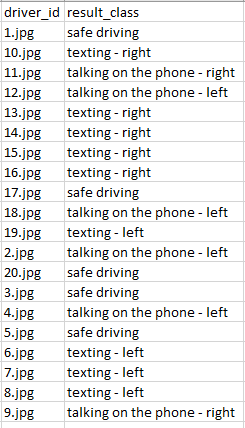 driver_id result_class
1.jpg safe driving
10.jpg texting - right
11.jpg talking on the phone - right
12.jpg talking on the phone - left
13.jpg texting - right
14.jpg texting - right
15.jpg texting - right
16.jpg texting - right
17.jpg safe driving
18.jpg talking on the phone - left
19.jpg texting - left
2.jpg talking on the phone - left
20.jpg safe driving
3.jpg safe driving
4.jpg talking on the phone - left
5.jpg safe driving
6.jpg texting - left
7.jpg texting - left
8.jpg texting - left
9.jpg talking on the phone - right